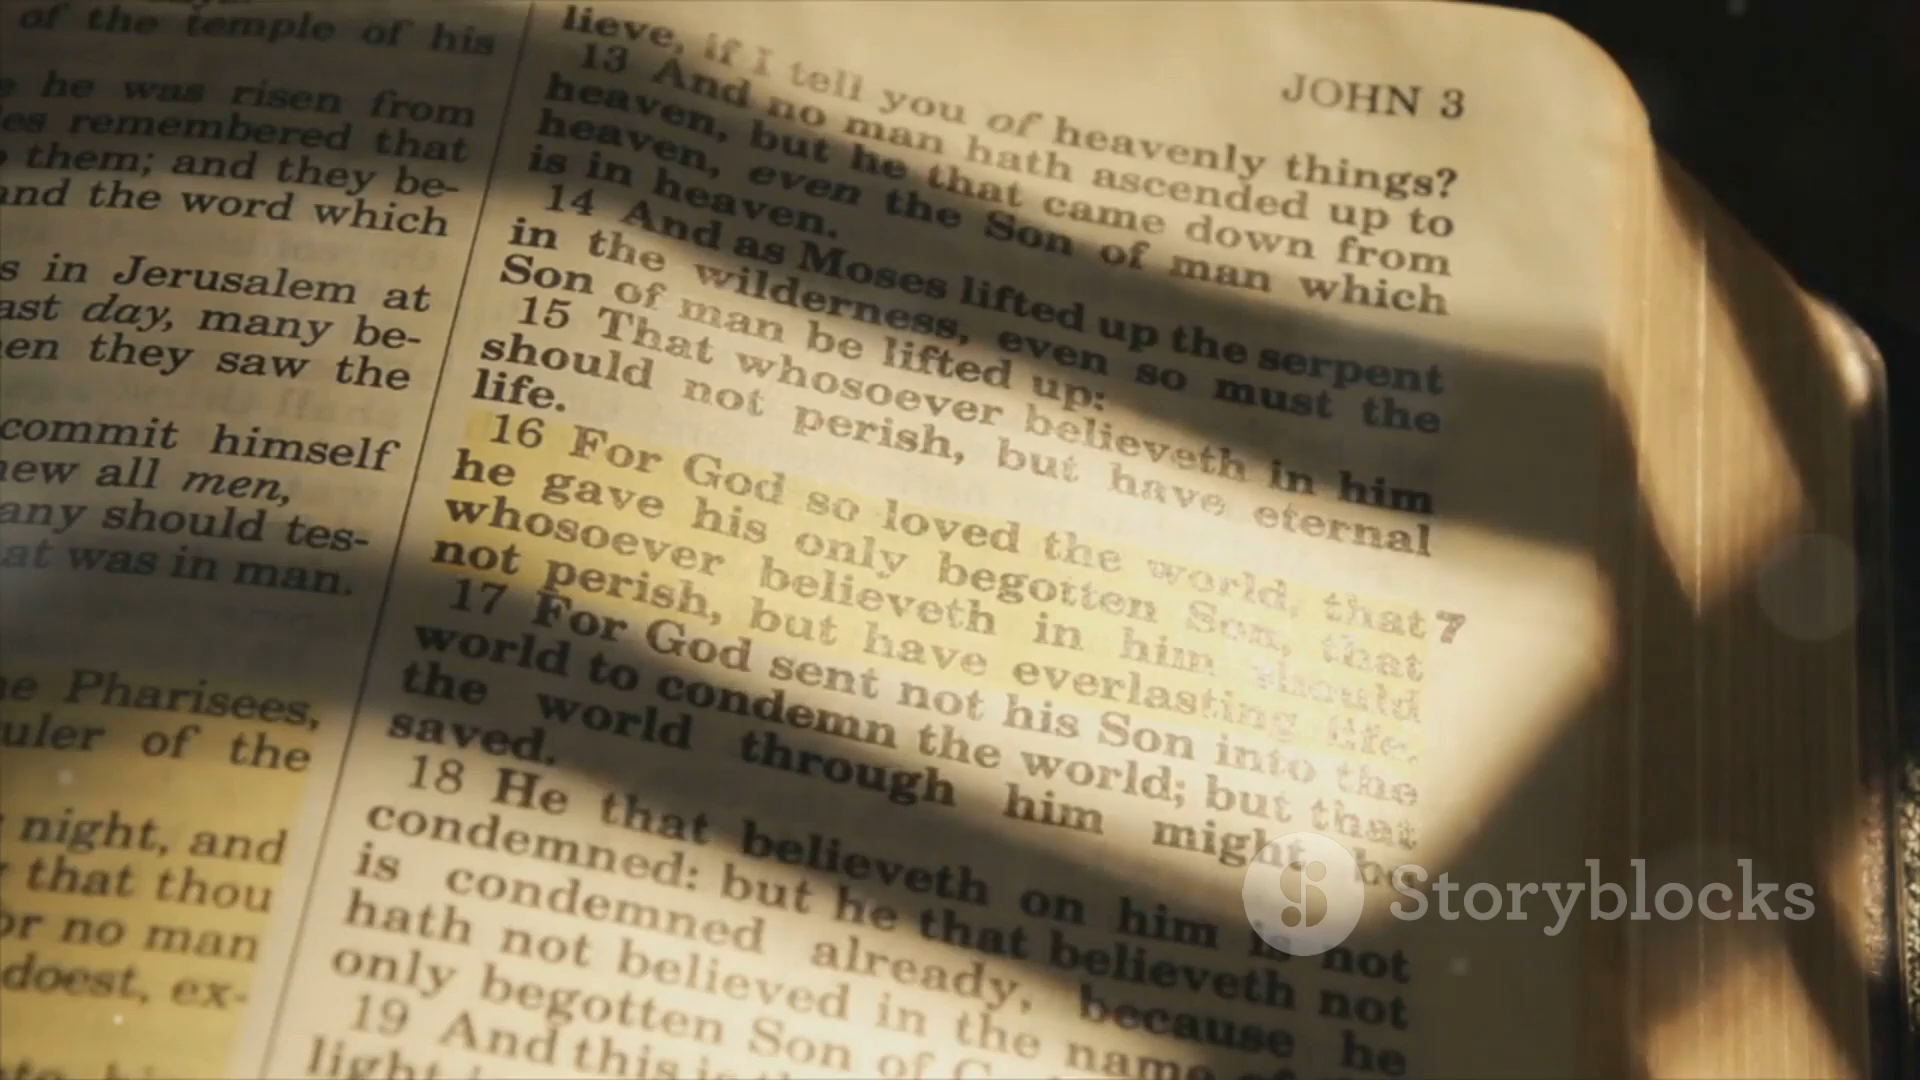 of the temple of his
he was risen from
remembered that
them; and they be-
and the word which
s in Jerusalem at
ast day, many be-
en they saw the
commit himself
new all men,
any should tes-
at was in man.
he Pharisees,
uler of the
night, and
that thou
or no man
doest, ex-
JOHN 3
lieve, if I tell you of heavenly things?
13 And no man hath ascended up to
heaven, but he that came down from
heaven, even the Son of man which
is in heaven.
14 And as Moses lifted up the serpent
in the wilderness, even so must the
Son of man be lifted up:
15 That whosoever believeth in him
should not perish, but have eternal
life.
16 For God so loved the world, that 7
he gave his only begotten Son, that
whosoever believeth in him should
not perish, but have everlasting life.
17 For God sent not his Son into the
world to condemn the world; but that
the world through him might be
saved.
18 He that believeth on him is not
condemned: but he that believeth not
is condemned already, because he
hath not believed in the name of
only begotten Son of
19 And this is
light
Storyblocks